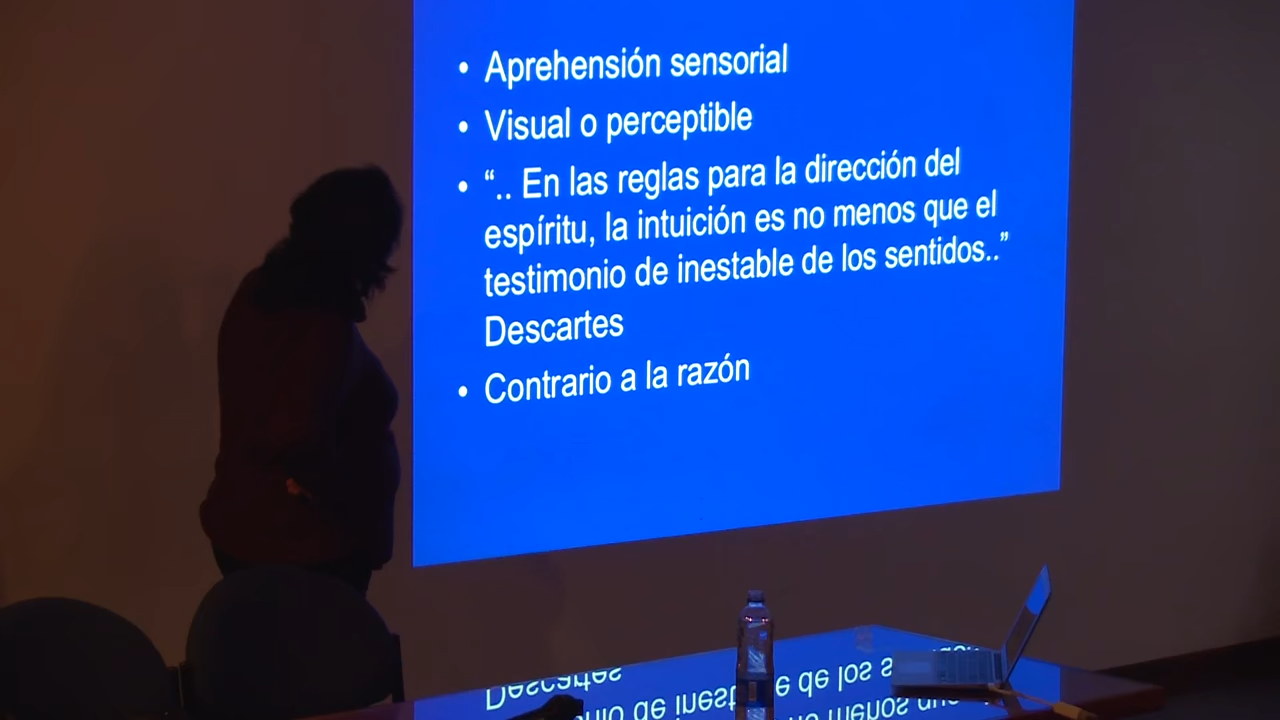 • Aprehensión sensorial
• Visual o perceptible
• “.. En las reglas para la dirección del
espíritu, la intuición es no menos que el
testimonio de inestable de los sentidos..”
Descartes
• Contrario a la razón